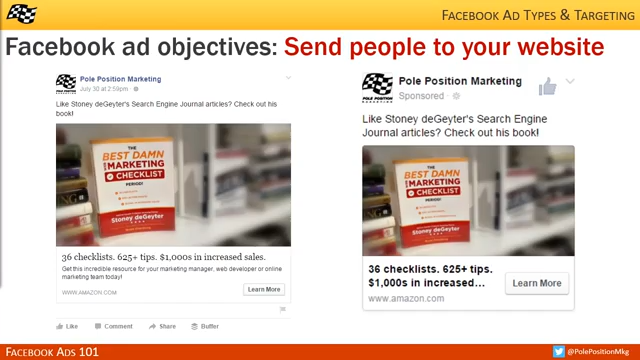 FACEBOOK AD TYPES & TARGETING
Facebook ad objectives: Send people to your website
Pole Position Marketing
July 30 at 2:59pm
Like Stoney deGeyter's Search Engine Journal articles? Check out his
book!
THE
BEST DAMN
MARKETING
CHECKLIST
PERIOD!
Stoney deGeyter
36 checklists. 625+ tips. $1,000s in increased sales.
Get this incredible resource for your marketing manager, web developer or online
marketing team today!
WWW.AMAZON.COM
Learn More
Like
Comment
Share
Buffer
POLE POSITION
MARKETING
Pole Position Marketing
Sponsored
Like Stoney deGeyter's Search Engine
Journal articles? Check out his book!
THE
BEST DAMN
MARKETING
CHECKLIST
PERIOD!
Stoney deGeyter
36 checklists. 625+ tips.
$1,000s in increased...
www.amazon.com
Learn More
FACEBOOK ADS 101
@PolePositionMkg